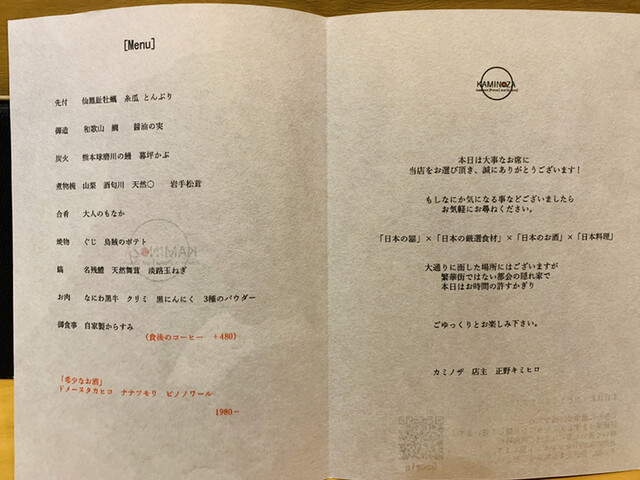 [Menu]
先付 仙鳳趾牡蠣 糸瓜 とんぶり
御造 和歌山 鯛 醤油の実
炭火 熊本球磨川の鰻 暮坪かぶ
煮物椀 山梨 酒匂川 天然○ 岩手松茸
合肴 大人のもなか
焼物 ぐじ 烏賊のポテト
鍋 名残鱧 天然舞茸 淡路玉ねぎ
お肉 なにわ黒牛 クリミ 黒にんにく 3種のパウダー
御食事 自家製からすみ
(食後のコーヒー +480)
「希少なお酒」
ドメーヌタカヒコ ナナツモリ ピノノワール
1980−
KAMINOZA
本日は大事なお席に
当店をお選び頂き、誠にありがとうございます!
もしなにか気になる事などございましたら
お気軽にお尋ねください。
「日本の器」×「日本の厳選食材」×「日本のお酒」×「日本料理」
大通りに面した場所にはございますが
繁華街ではない都会の隠れ家で
本日はお時間の許すかぎり
ごゆっくりとお楽しみ下さい。
カミノザ 店主 正野キミヒロ